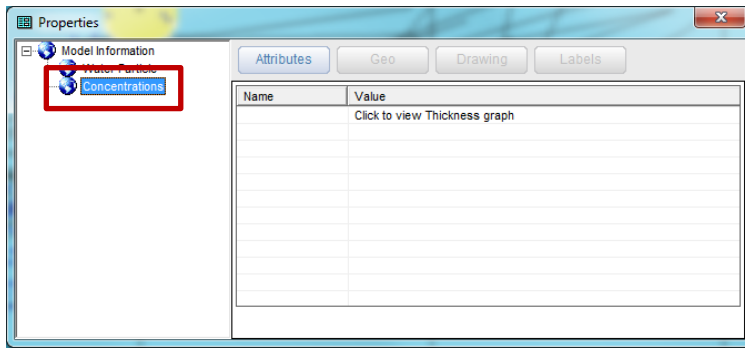 Properties
x
Model Information
Water Particle
Concentrations
Attributes
Geo
Drawing
Labels
Name Value
Click to view Thickness graph